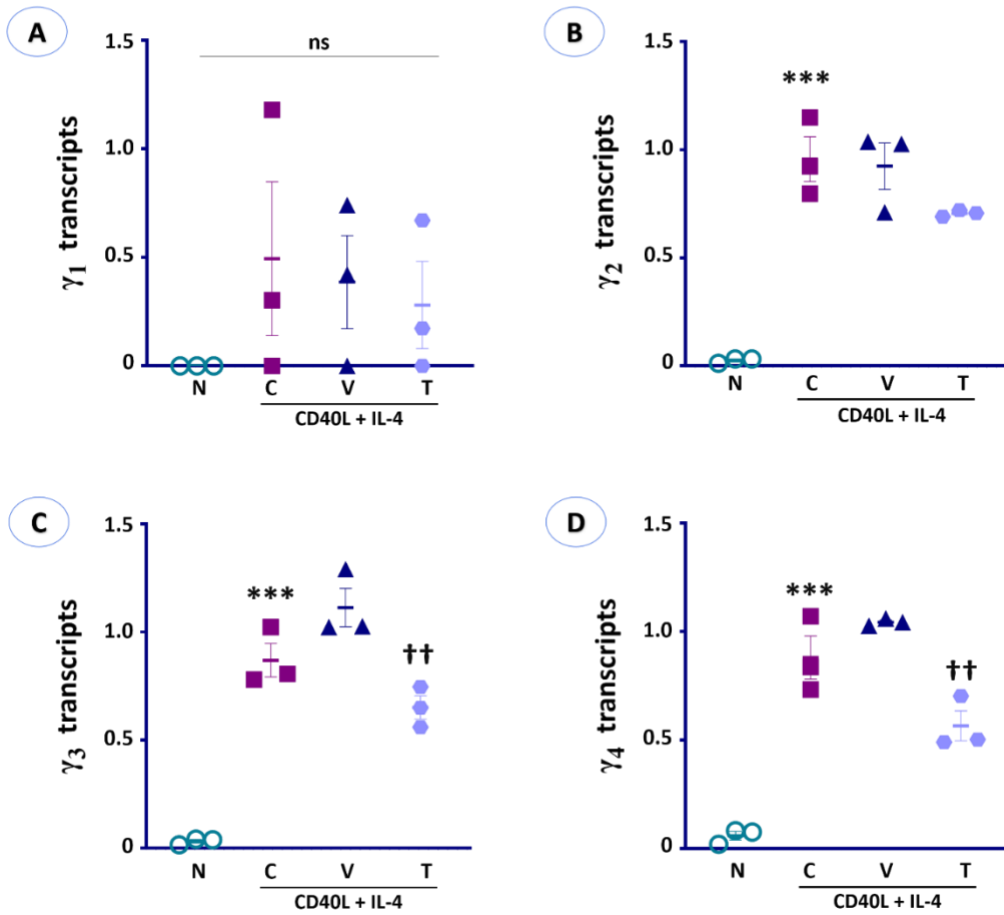 A
1.5
1.0
0.5
0
γ1 transcripts
ns
N
C
V
T
CD40L + IL-4
B
1.5
1.0
0.5
0
γ2 transcripts
***
N
C
V
T
CD40L + IL-4
C
1.5
1.0
0.5
0
γ3 transcripts
***
††
N
C
V
T
CD40L + IL-4
D
1.5
1.0
0.5
0
γ4 transcripts
***
††
N
C
V
T
CD40L + IL-4